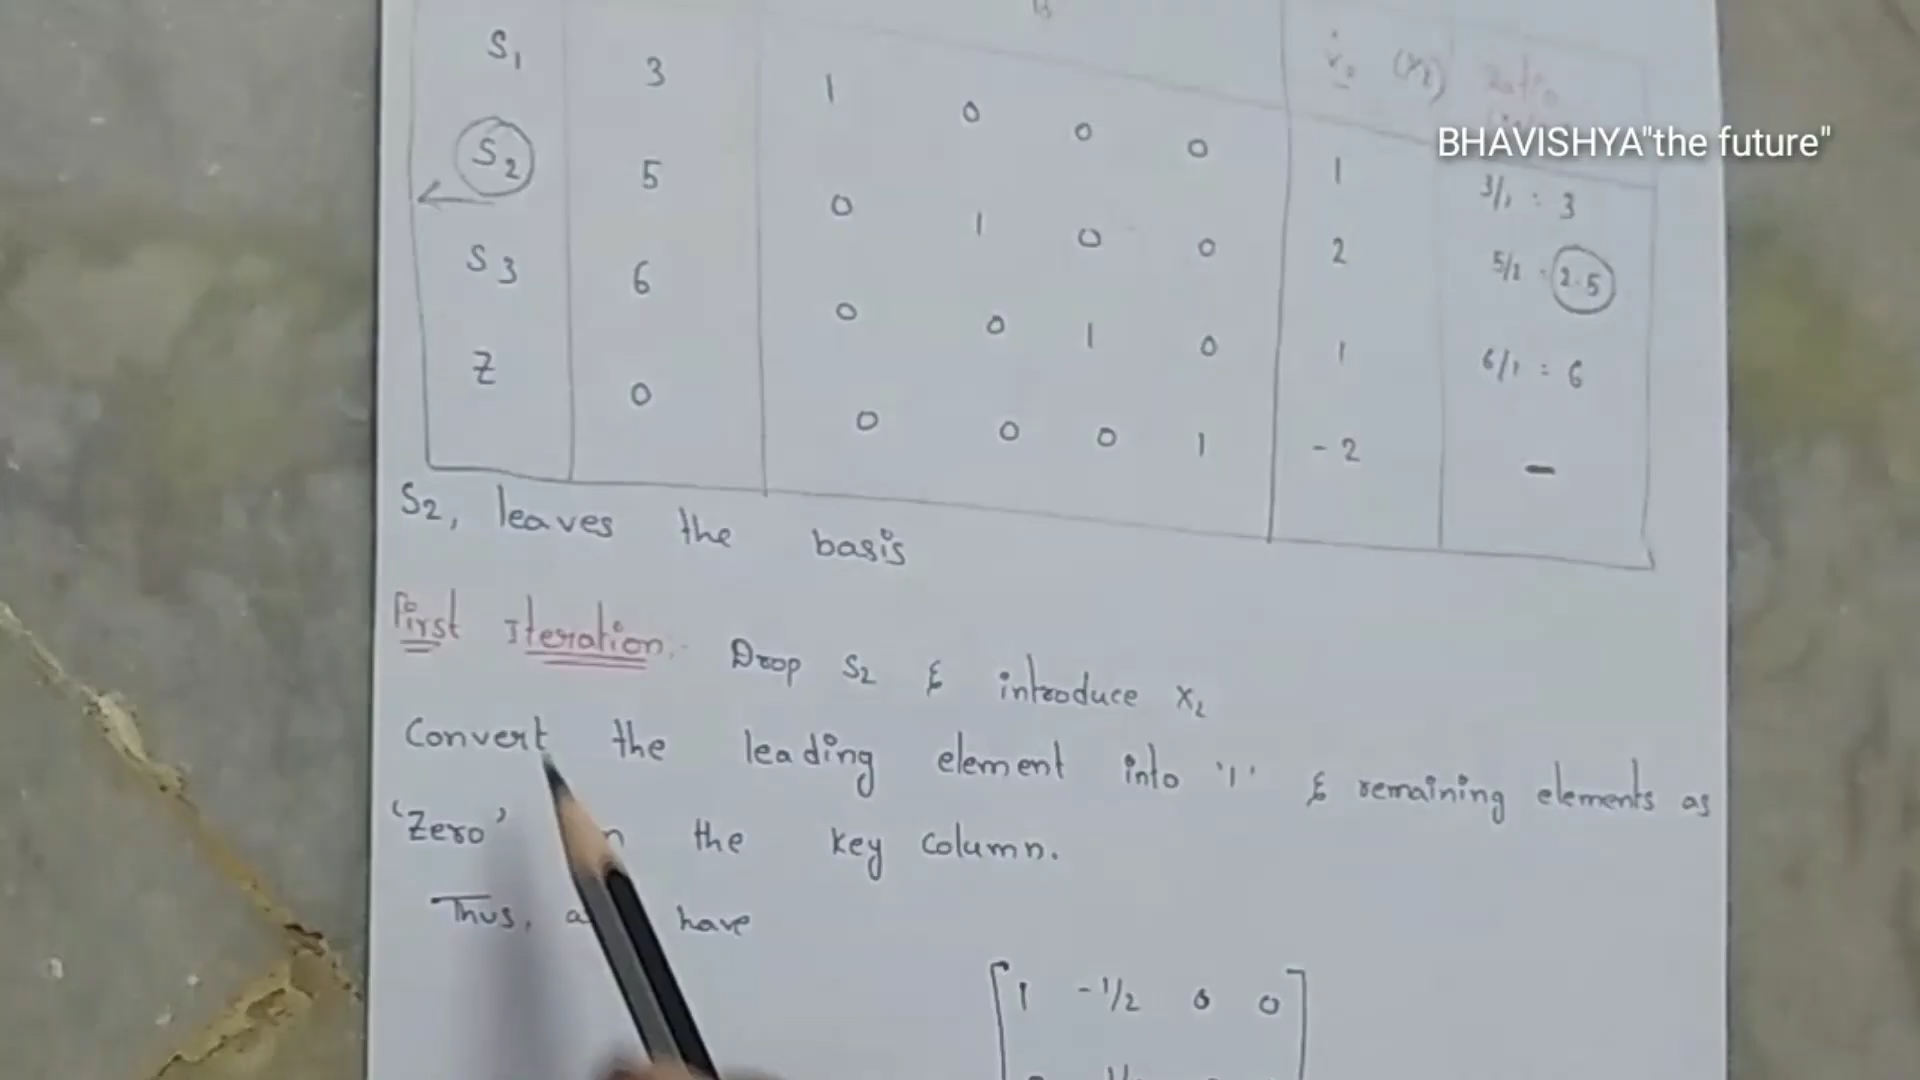 (X₂)
BHAVISHYA"the future"
S₁ 3 1 0 0 0 1 3/1 : 3
S₂ 5 0 1 0 0 2 5/2 : 2.5
S3 6 0 0 1 0 1 6/1 : 6
Z 0 0 0 0 1 -2 -
S2, leaves the basis
First Iteration:- Drop S2 & introduce X₂
Convert the leading element into '1' & remaining elements as
'Zero' the key column.
Thus, have
1 -1/2 0 0